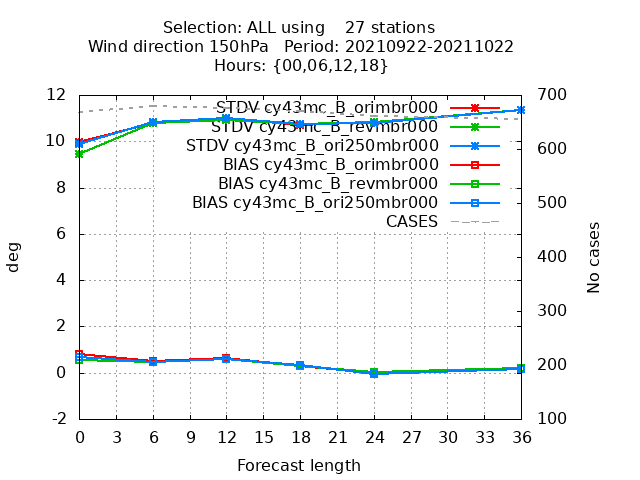 Selection: ALL using    27 stations
Wind direction 150hPa   Period: 20210922-20211022
Hours: {00,06,12,18}
12
10
8
6
4
2
0
-2
deg
STDV cy43mc_B_orimbr000
STDV cy43mc_B_revmbr000
STDV cy43mc_B_ori250mbr000
BIAS cy43mc_B_orimbr000
BIAS cy43mc_B_revmbr000
BIAS cy43mc_B_ori250mbr000
CASES
700
600
500
400
300
200
100
No cases
0 3 6 9 12 15 18 21 24 27 30 33 36
Forecast length